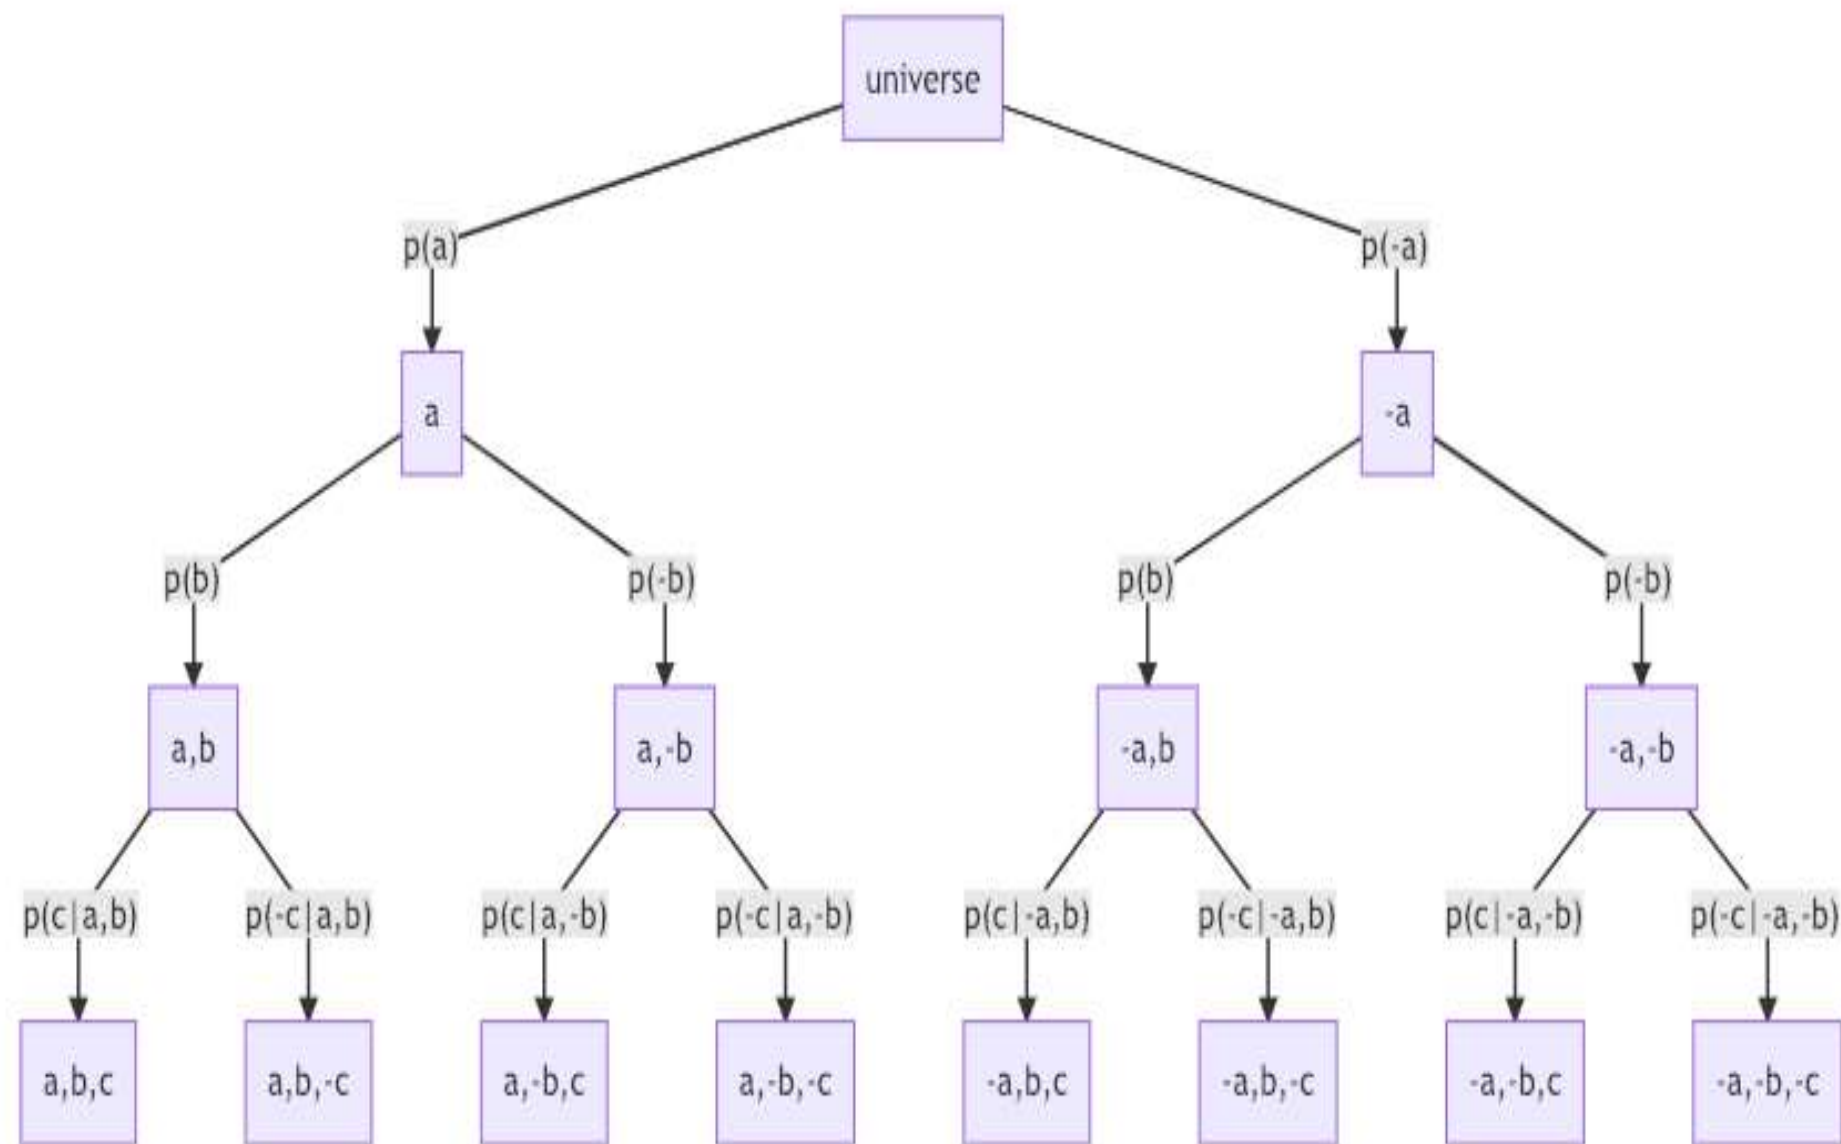 universe
p(a)
p(-a)
a
-a
p(b)
p(-b)
p(b)
p(-b)
a,b
a,-b
-a,b
-a,-b
p(c|a,b)
p(-c|a,b)
p(c|a,-b)
p(-c|a,-b)
p(c|-a,b)
p(-c|-a,b)
p(c|-a,-b)
p(-c|-a,-b)
a,b,c
a,b,-c
a,-b,c
a,-b,-c
-a,b,c
-a,b,-c
-a,-b,c
-a,-b,-c